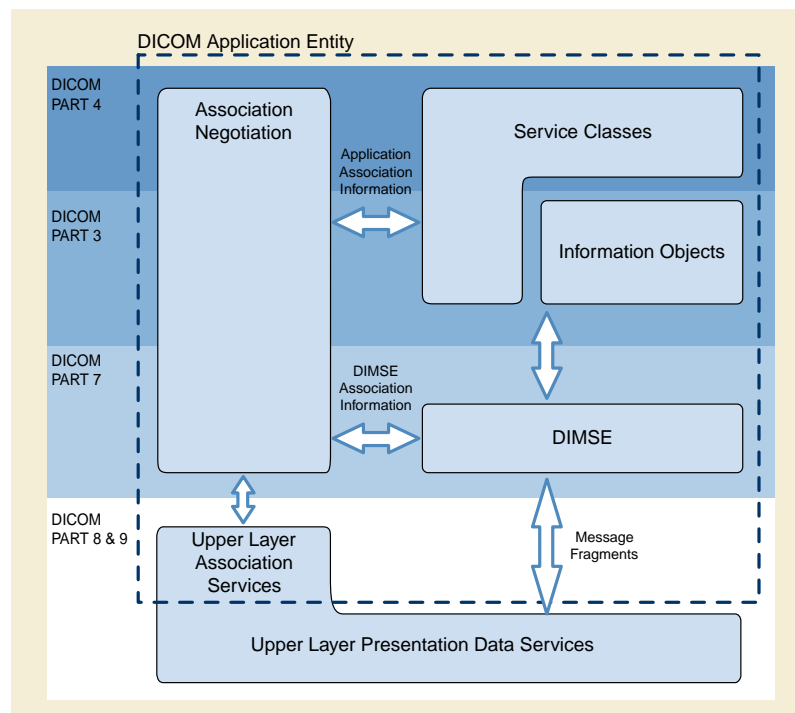 DICOM Application Entity
DICOM
PART 4
Association
Negotiation
Service Classes
Application
Association
Information
DICOM
PART 3
Information Objects
DICOM
PART 7
DIMSE
Association
Information
DIMSE
DICOM
PART 8 & 9
Upper Layer
Association
Services
Message
Fragments
Upper Layer Presentation Data Services